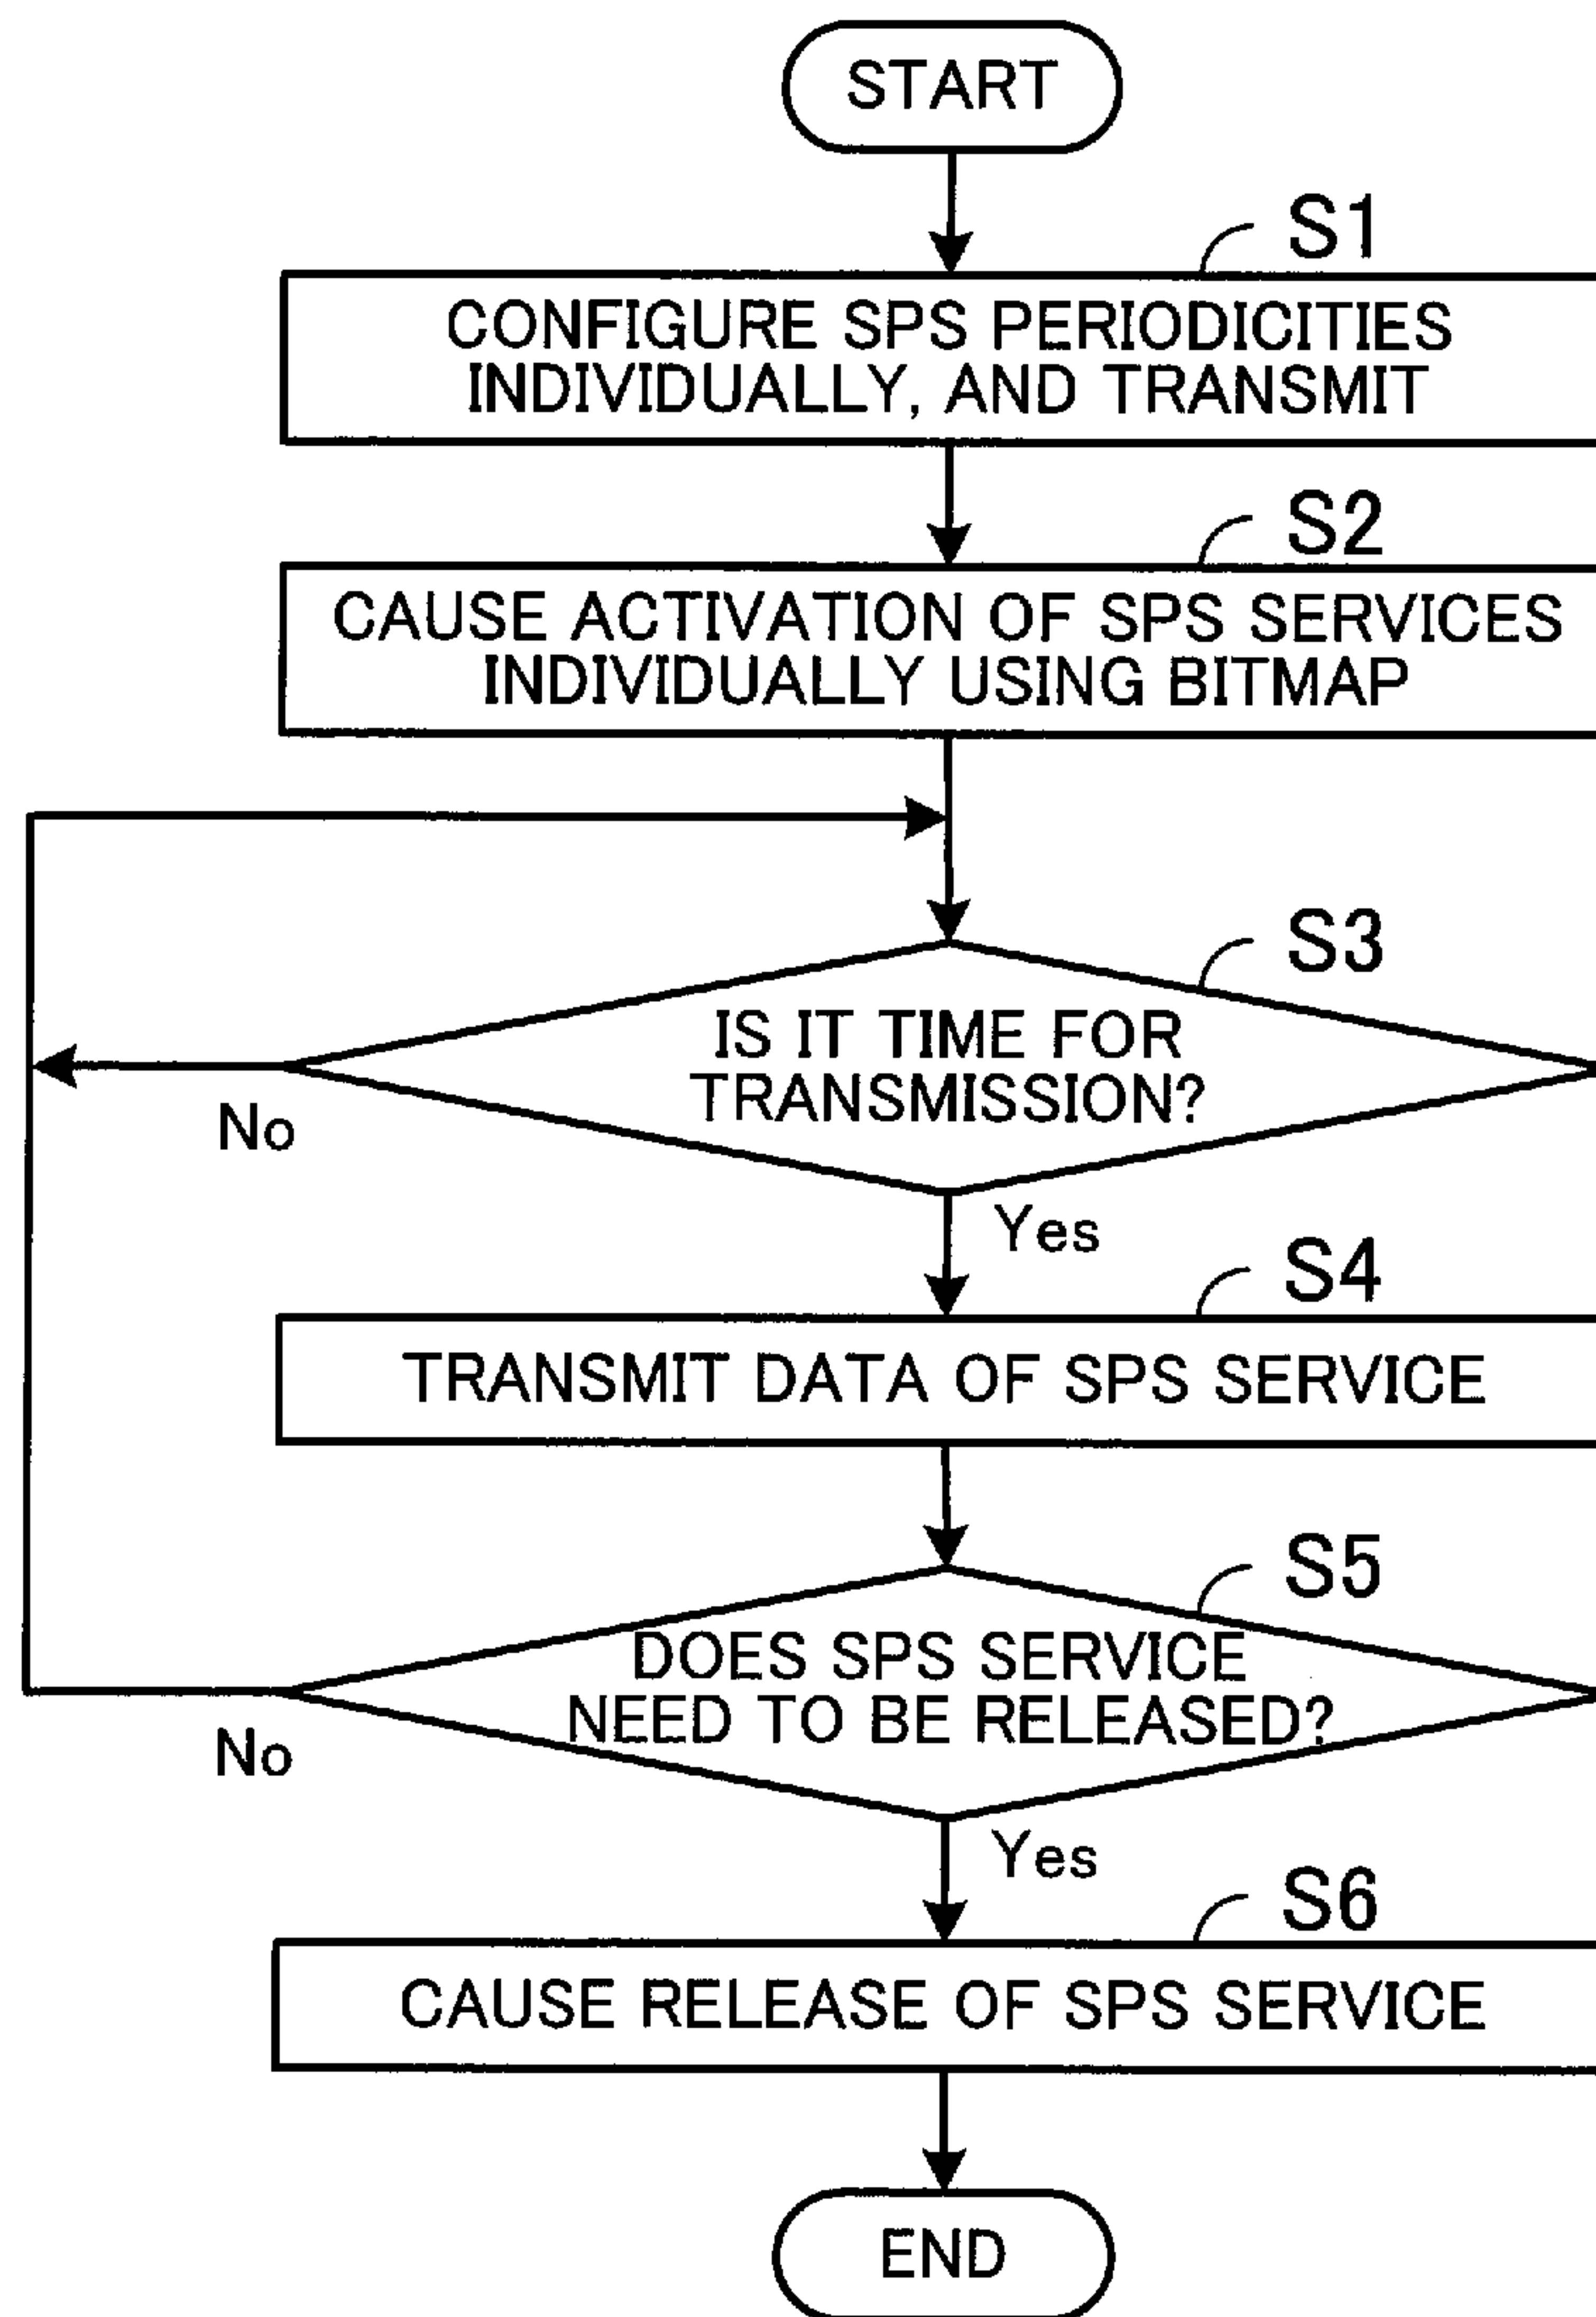 START
S1
CONFIGURE SPS PERIODICITIES
INDIVIDUALLY, AND TRANSMIT
S2
CAUSE ACTIVATION OF SPS SERVICES
INDIVIDUALLY USING BITMAP
S3
IS IT TIME FOR
TRANSMISSION?
No
Yes
S4
TRANSMIT DATA OF SPS SERVICE
S5
DOES SPS SERVICE
NEED TO BE RELEASED?
No
Yes
S6
CAUSE RELEASE OF SPS SERVICE
END